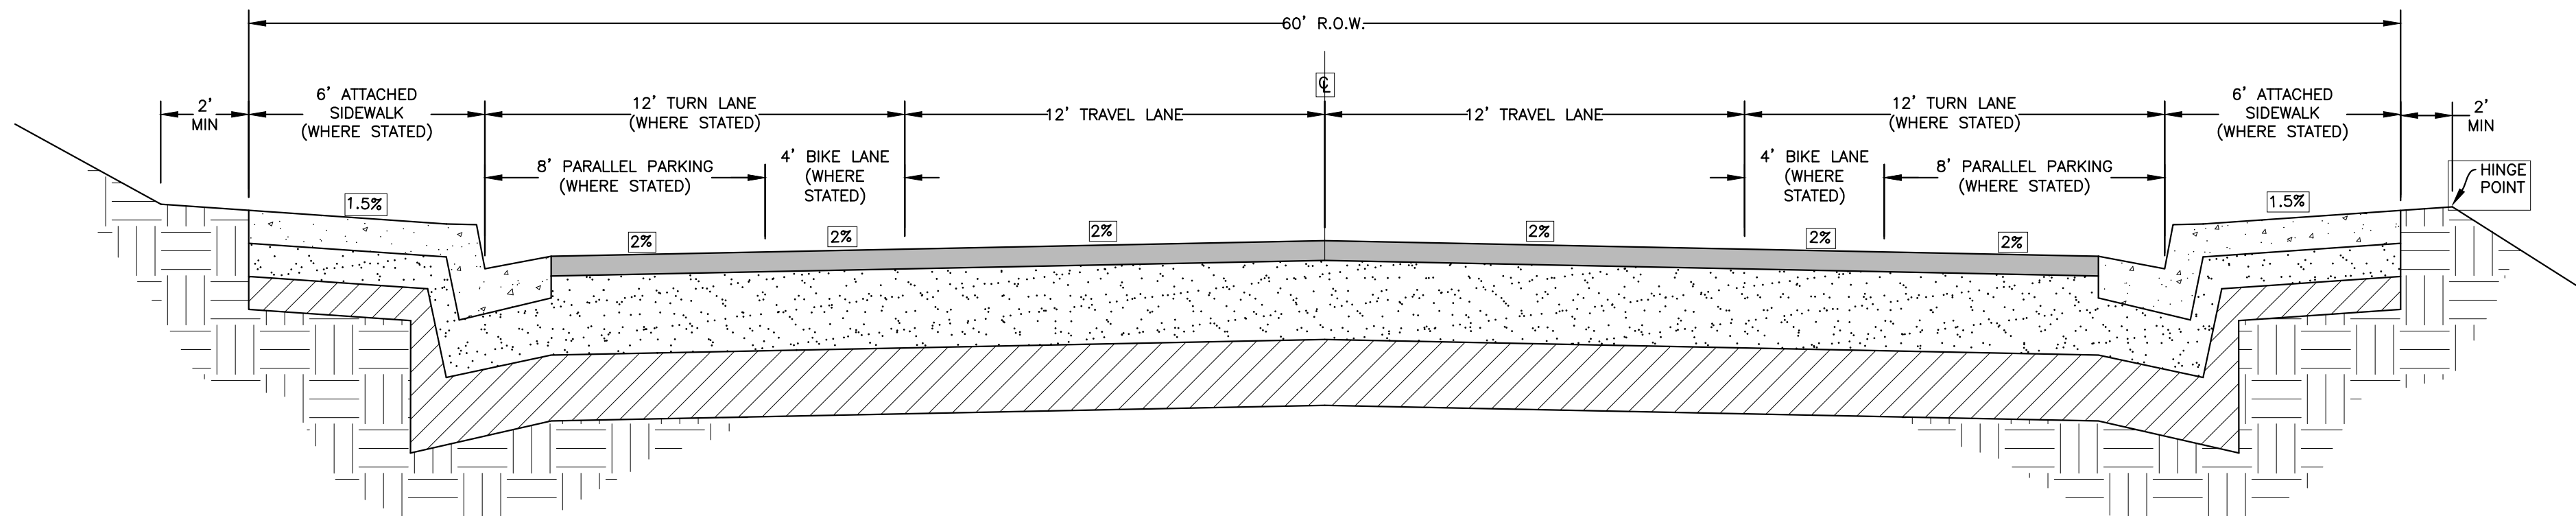 60' R.O.W.
℄
2'
MIN
6' ATTACHED
SIDEWALK
(WHERE STATED)
12' TURN LANE
(WHERE STATED)
12' TRAVEL LANE
12' TRAVEL LANE
12' TURN LANE
(WHERE STATED)
6' ATTACHED
SIDEWALK
(WHERE STATED)
2'
MIN
8' PARALLEL PARKING
(WHERE STATED)
4' BIKE LANE
(WHERE
STATED)
4' BIKE LANE
(WHERE
STATED)
8' PARALLEL PARKING
(WHERE STATED)
HINGE
POINT
1.5%
2%
2%
2%
2%
2%
2%
1.5%